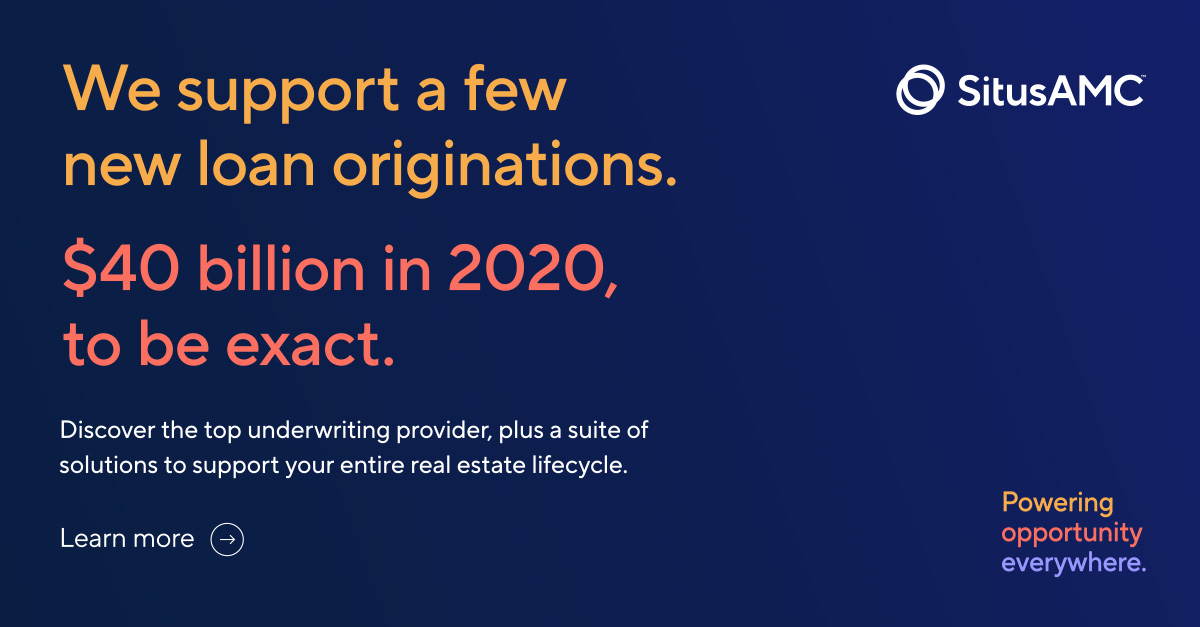 We support a few
new loan originations.
$40 billion in 2020,
to be exact.
Discover the top underwriting provider, plus a suite of
solutions to support your entire real estate lifecycle.
Learn more →
SitusAMC™
Powering
opportunity
everywhere.